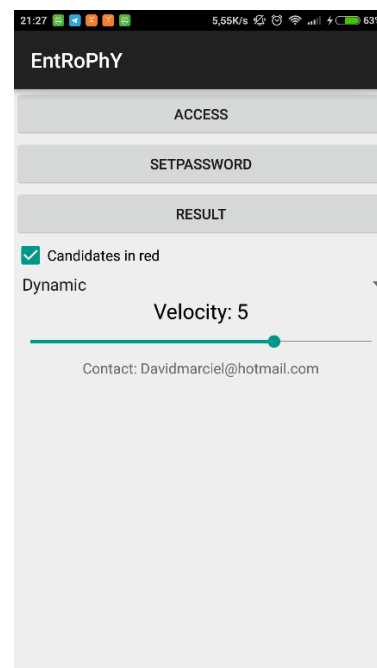 21:27 5,55K/s 63%
EntRoPhY
ACCESS
SETPASSWORD
RESULT
Candidates in red
Dynamic
Velocity: 5
Contact: Davidmarciel@hotmail.com